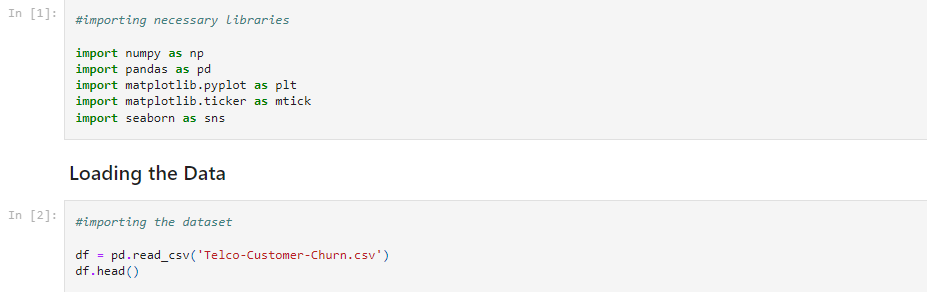 In [1]:
#importing necessary libraries
import numpy as np
import pandas as pd
import matplotlib.pyplot as plt
import matplotlib.ticker as mtick
import seaborn as sns
Loading the Data
In [2]:
#importing the dataset
df = pd.read_csv('Telco-Customer-Churn.csv')
df.head()